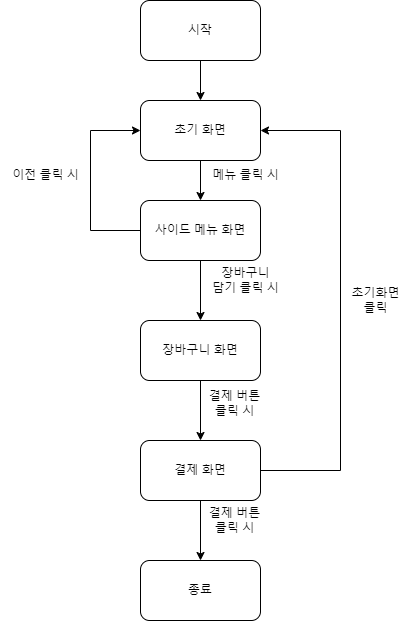 시작
초기 화면
이전 클릭 시
메뉴 클릭 시
사이드 메뉴 화면
장바구니
담기 클릭 시
초기화면
클릭
장바구니 화면
결제 버튼
클릭 시
결제 화면
결제 버튼
클릭 시
종료